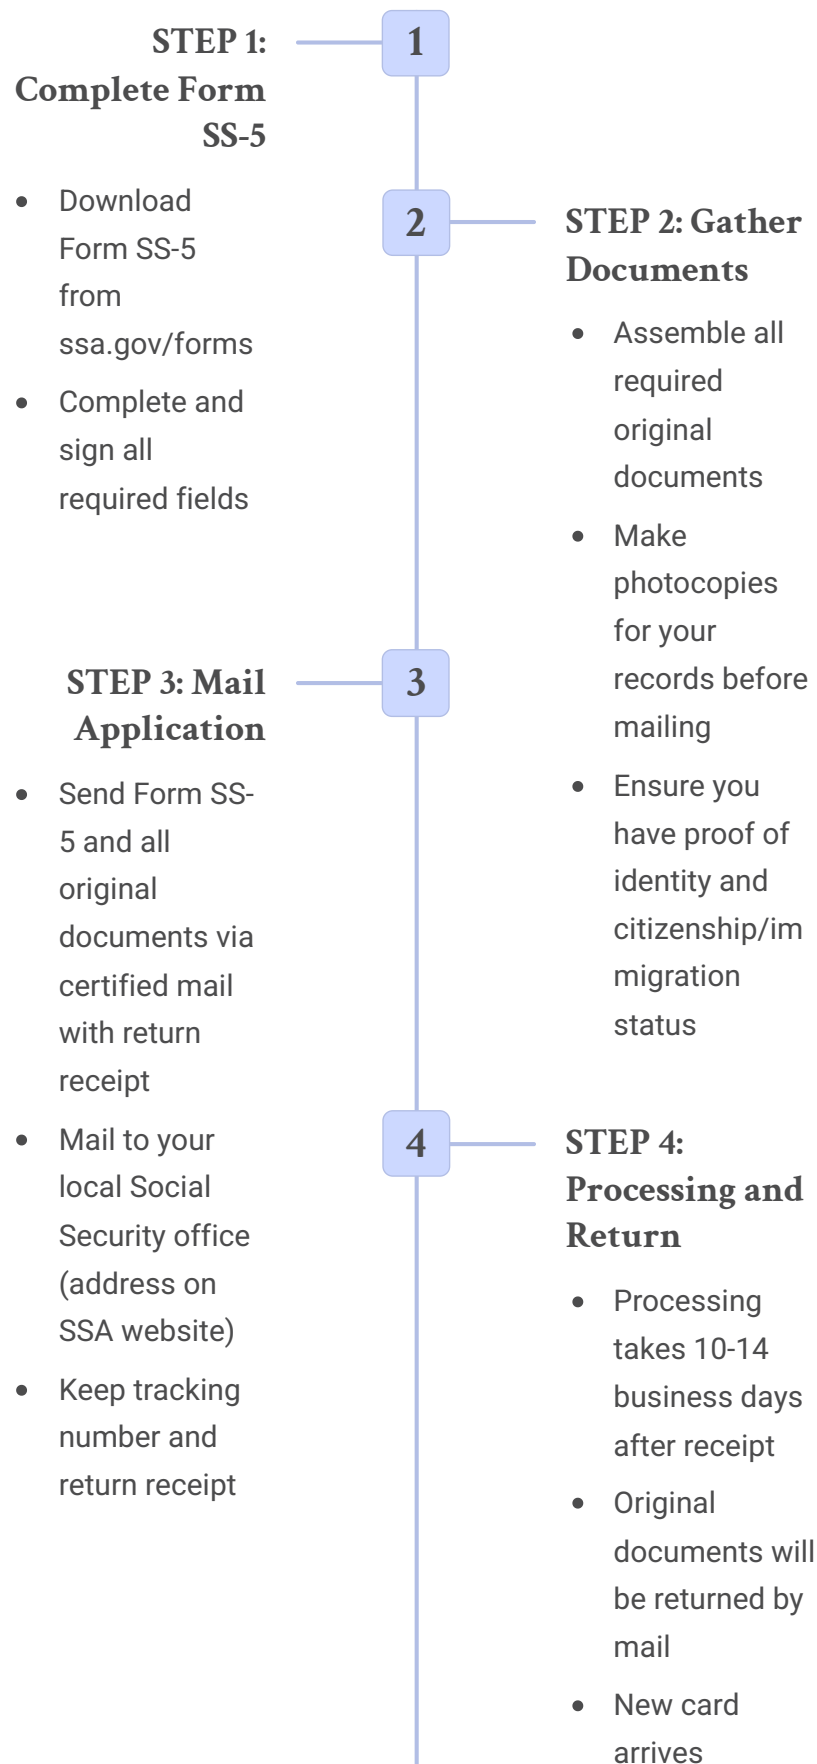 STEP 1:
Complete Form
SS-5
1
• Download
Form SS-5
from
ssa.gov/forms
• Complete and
sign all
required fields
2
STEP 2: Gather
Documents
• Assemble all
required
original
documents
• Make
photocopies
for your
records before
mailing
• Ensure you
have proof of
identity and
citizenship/im
migration
status
STEP 3: Mail
Application
3
• Send Form SS-
5 and all
original
documents via
certified mail
with return
receipt
• Mail to your
local Social
Security office
(address on
SSA website)
• Keep tracking
number and
return receipt
4
STEP 4:
Processing and
Return
• Processing
takes 10-14
business days
after receipt
• Original
documents will
be returned by
mail
• New card
arrives